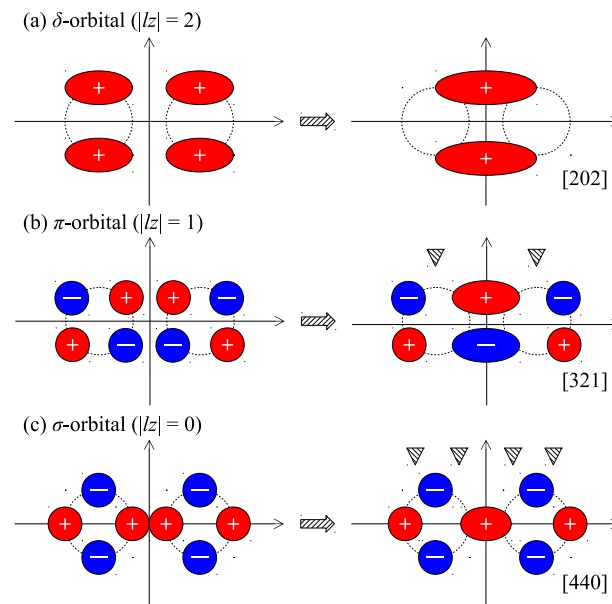 (a) δ-orbital (|lz| = 2)
+ +
+
+ +
+
[202]
(b) π-orbital (|lz| = 1)
− + + −
− + −
+ − − +
+ − +
[321]
(c) σ-orbital (|lz| = 0)
− −
− −
+ + + +
+ + +
− −
− −
[440]